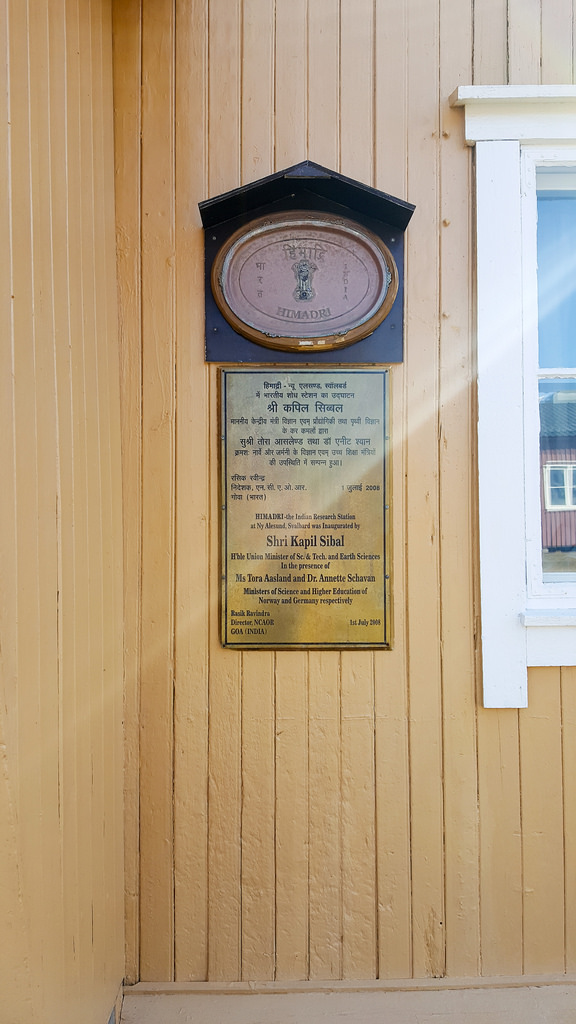 हिमाद्रि
भारत
INDIA
HIMADRI
हिमाद्री - न्यू एलसण्ड, स्वॉलबर्ड
में भारतीय शोध स्टेशन का उद्घाटन
श्री कपिल सिब्बल
माननीय केन्द्रीय मंत्री विज्ञान एवम् प्रौद्योगिकी तथा पृथ्वी विज्ञान
के कर कमलों द्वारा
सुश्री तोरा आसलेण्ड तथा डॉ एनीट श्वान
क्रमशः नार्वे और जर्मनी के विज्ञान एवम् उच्च शिक्षा मंत्रियों
की उपस्थिति में सम्पन्न हुआ।
रसिक रवीन्द्र
निदेशक, एन. सी. ए. ओ. आर. 1 जुलाई 2008
गोवा (भारत)
HIMADRI-the Indian Research Station
at Ny Alesund, Svalbard was Inaugurated by
Shri Kapil Sibal
H'ble Union Minister of Sc. & Tech. and Earth Sciences
In the presence of
Ms Tora Aasland and Dr. Annette Schavan
Ministers of Science and Higher Education of
Norway and Germany respectively
Rasik Ravindra
Director, NCAOR 1st July 2008
GOA (INDIA)